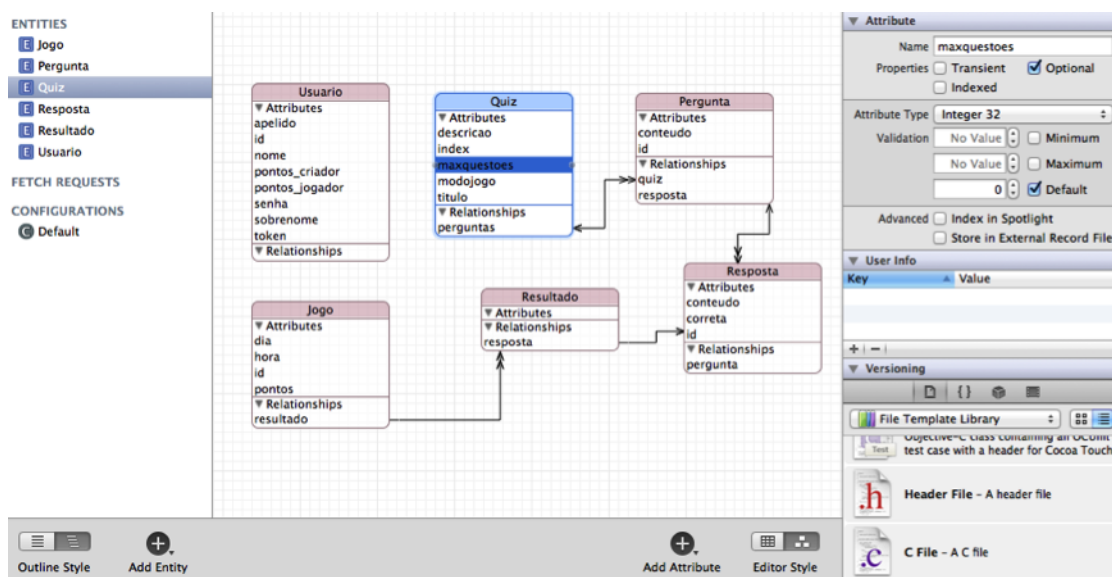 ENTITIES
E Jogo
E Pergunta
E Quiz
E Resposta
E Resultado
E Usuario
FETCH REQUESTS
CONFIGURATIONS
C Default
Usuario
Attributes
apelido
id
nome
pontos_criador
pontos_jogador
senha
sobrenome
token
Relationships
Quiz
Attributes
descricao
index
maxquestoes
modojogo
titulo
Relationships
perguntas
Pergunta
Attributes
conteudo
id
Relationships
quiz
resposta
Jogo
Attributes
dia
hora
id
pontos
Relationships
resultado
Resultado
Attributes
Relationships
resposta
Resposta
Attributes
conteudo
correta
id
Relationships
pergunta
Outline Style
Add Entity
Add Attribute
Editor Style
Attribute
Name maxquestoes
Properties Transient Optional
Indexed
Attribute Type Integer 32
Validation No Value Minimum
No Value Maximum
0 Default
Advanced Index in Spotlight
Store in External Record File
User Info
Key Value
Versioning
{}
File Template Library
Objective-C class containing an OCUnit
Test
test case with a header for Cocoa Touch
.h
Header File – A header file
.c
C File – A C file